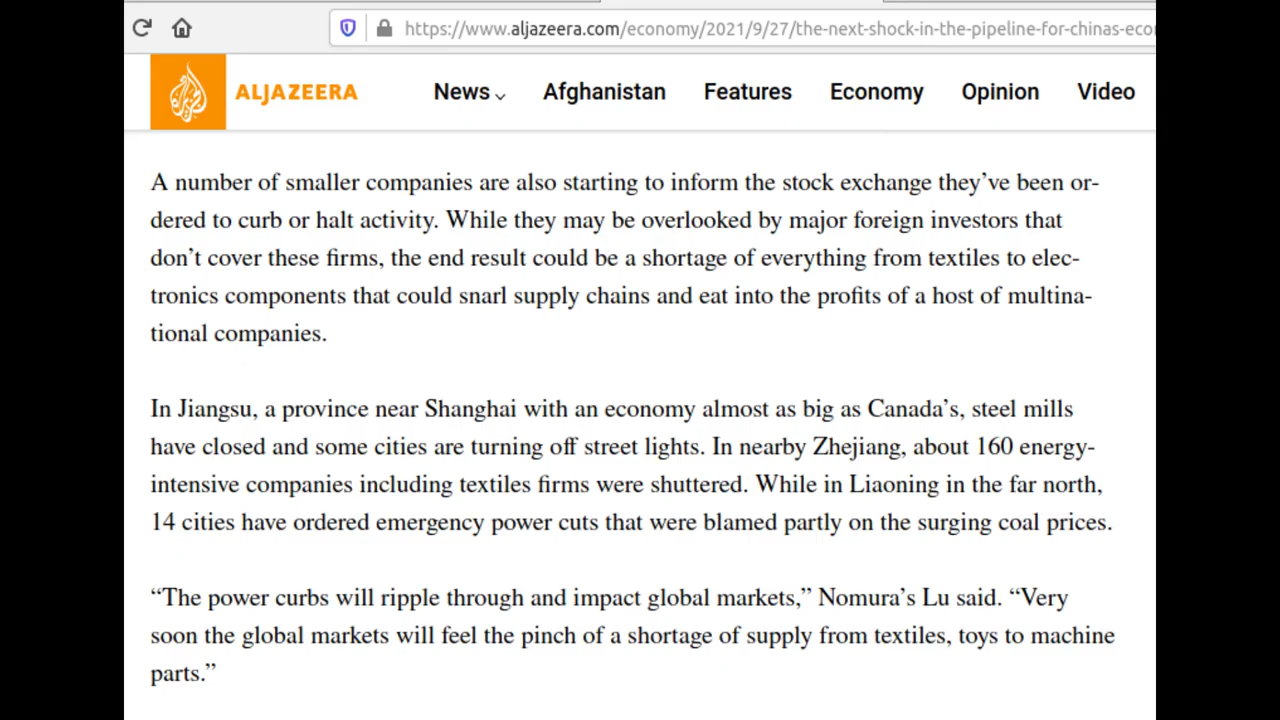 https://www.aljazeera.com/economy/2021/9/27/the-next-shock-in-the-pipeline-for-chinas-eco
ALJAZEERA
News Afghanistan Features Economy Opinion Video
A number of smaller companies are also starting to inform the stock exchange they’ve been or-
dered to curb or halt activity. While they may be overlooked by major foreign investors that
don’t cover these firms, the end result could be a shortage of everything from textiles to elec-
tronics components that could snarl supply chains and eat into the profits of a host of multina-
tional companies.
In Jiangsu, a province near Shanghai with an economy almost as big as Canada’s, steel mills
have closed and some cities are turning off street lights. In nearby Zhejiang, about 160 energy-
intensive companies including textiles firms were shuttered. While in Liaoning in the far north,
14 cities have ordered emergency power cuts that were blamed partly on the surging coal prices.
“The power curbs will ripple through and impact global markets,” Nomura’s Lu said. “Very
soon the global markets will feel the pinch of a shortage of supply from textiles, toys to machine
parts.”